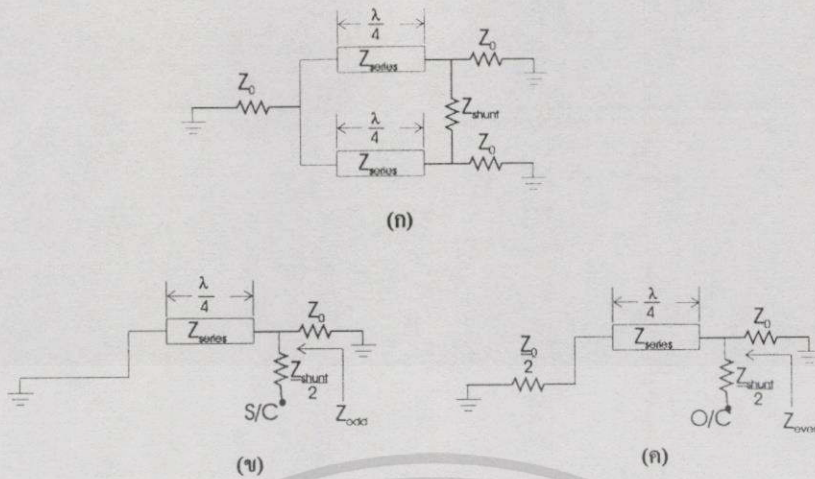 λ
4
Z₀
Z_series
Z₀
Z_shunt
λ
4
Z₀
Z_series
(ก)
λ
4
Z_series
Z₀
Z_shunt
2
S/C
Z_odd
(ข)
λ
4
Z_series
Z₀
Z₀
2
Z_shunt
2
O/C
Z_even
(ค)